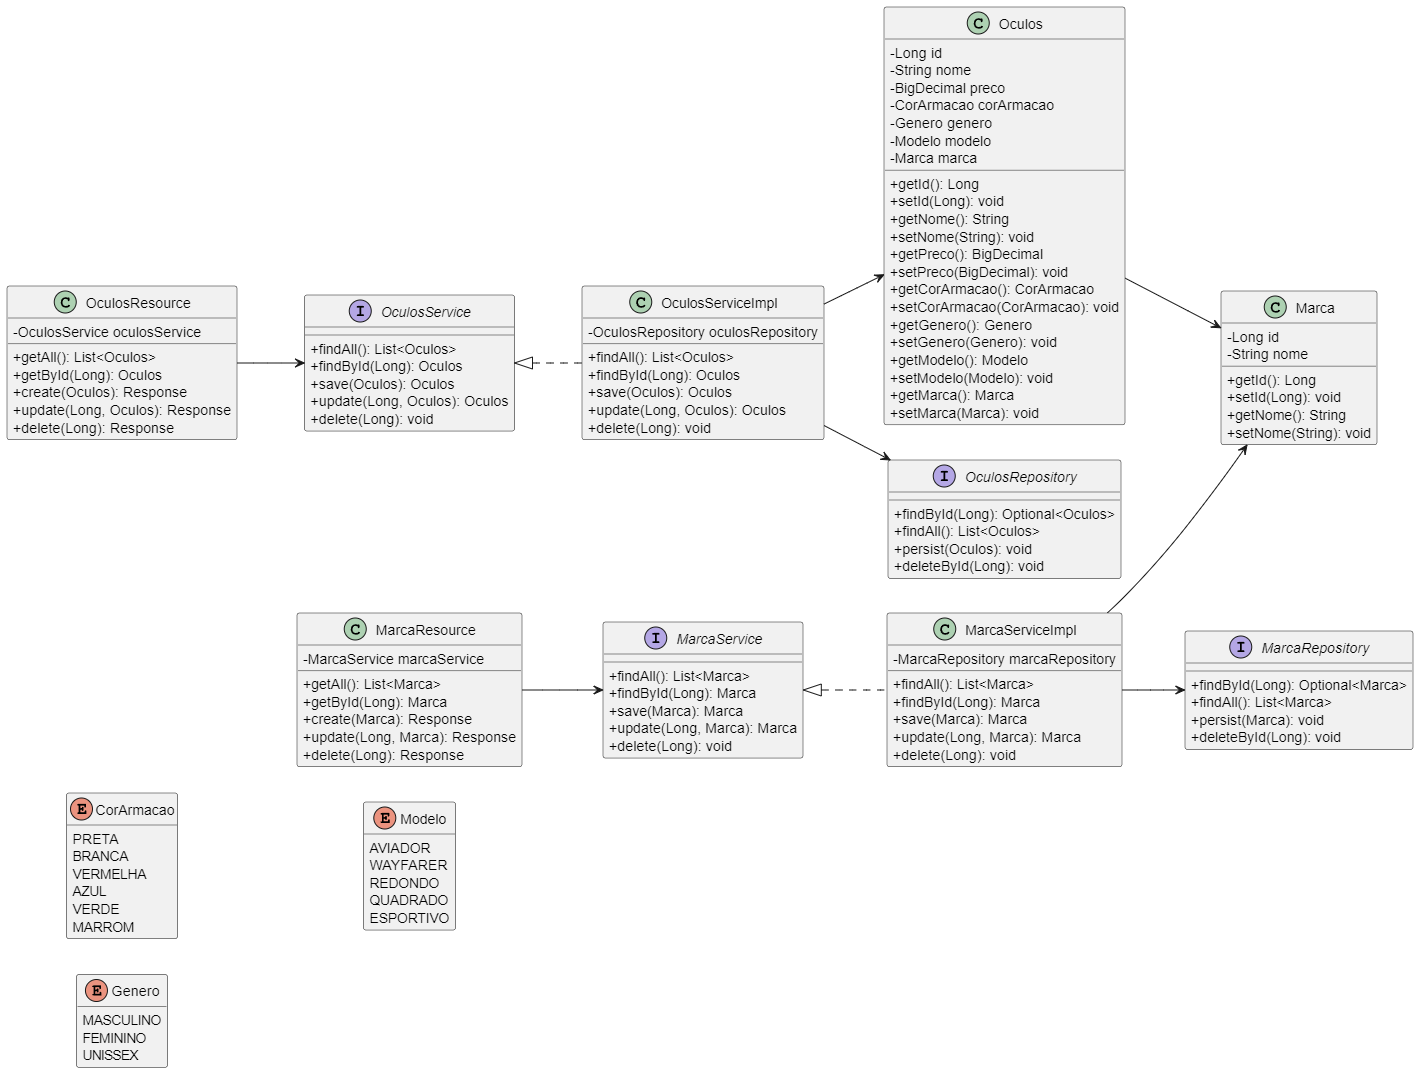 C Oculos
-Long id
-String nome
-BigDecimal preco
-CorArmacao corArmacao
-Genero genero
-Modelo modelo
-Marca marca
+getId(): Long
+setId(Long): void
+getNome(): String
+setNome(String): void
+getPreco(): BigDecimal
+setPreco(BigDecimal): void
+getCorArmacao(): CorArmacao
+setCorArmacao(CorArmacao): void
+getGenero(): Genero
+setGenero(Genero): void
+getModelo(): Modelo
+setModelo(Modelo): void
+getMarca(): Marca
+setMarca(Marca): void
C OculosResource
-OculosService oculosService
+getAll(): List<Oculos>
+getById(Long): Oculos
+create(Oculos): Response
+update(Long, Oculos): Response
+delete(Long): Response
I OculosService
+findAll(): List<Oculos>
+findById(Long): Oculos
+save(Oculos): Oculos
+update(Long, Oculos): Oculos
+delete(Long): void
C OculosServiceImpl
-OculosRepository oculosRepository
+findAll(): List<Oculos>
+findById(Long): Oculos
+save(Oculos): Oculos
+update(Long, Oculos): Oculos
+delete(Long): void
C Marca
-Long id
-String nome
+getId(): Long
+setId(Long): void
+getNome(): String
+setNome(String): void
I OculosRepository
+findById(Long): Optional<Oculos>
+findAll(): List<Oculos>
+persist(Oculos): void
+deleteById(Long): void
C MarcaResource
-MarcaService marcaService
+getAll(): List<Marca>
+getById(Long): Marca
+create(Marca): Response
+update(Long, Marca): Response
+delete(Long): Response
I MarcaService
+findAll(): List<Marca>
+findById(Long): Marca
+save(Marca): Marca
+update(Long, Marca): Marca
+delete(Long): void
C MarcaServiceImpl
-MarcaRepository marcaRepository
+findAll(): List<Marca>
+findById(Long): Marca
+save(Marca): Marca
+update(Long, Marca): Marca
+delete(Long): void
I MarcaRepository
+findById(Long): Optional<Marca>
+findAll(): List<Marca>
+persist(Marca): void
+deleteById(Long): void
E CorArmacao
PRETA
BRANCA
VERMELHA
AZUL
VERDE
MARROM
E Modelo
AVIADOR
WAYFARER
REDONDO
QUADRADO
ESPORTIVO
E Genero
MASCULINO
FEMININO
UNISSEX